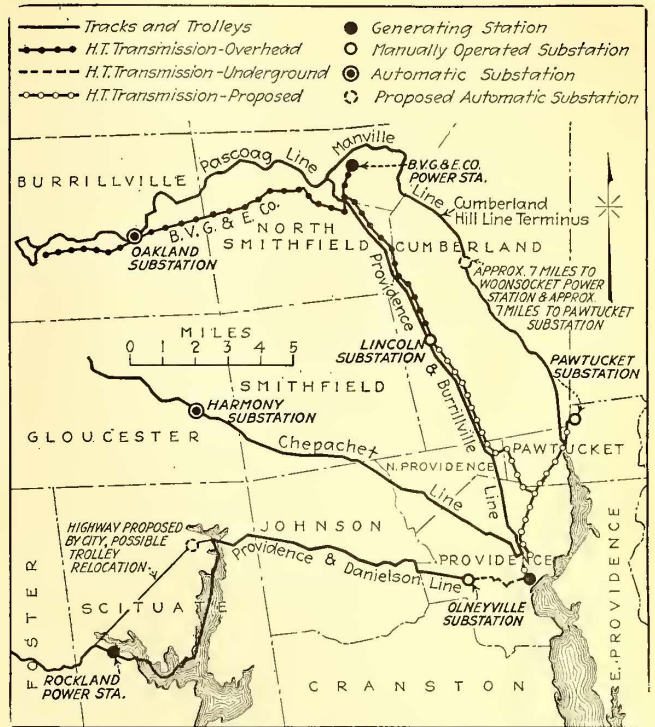 Tracks and Trolleys
H.T. Transmission-Overhead
H.T. Transmission-Underground
H.T. Transmission-Proposed
Generating Station
Manually Operated Substation
Automatic Substation
Proposed Automatic Substation
BURRILLVILLE
Pascoag Line
Manville
Line
B.V.G.& E.CO.
POWER STA.
Cumberland
Hill Line Terminus
B.V. G. & E. Co.
OAKLAND
SUBSTATION
NORTH
SMITHFIELD
CUMBERLAND
APPROX. 7 MILES TO
WOONSOCKET POWER
STATION & APPROX.
7 MILES TO PAWTUCKET
SUBSTATION
MILES
0 1 2 3 4 5
Providence & Burrillville Line
LINCOLN
SUBSTATION
PAWTUCKET
SUBSTATION
SMITHFIELD
HARMONY
SUBSTATION
GLOUCESTER
Chepachet Line
N. PROVIDENCE
PAWTUCKET
HIGHWAY PROPOSED
BY CITY, POSSIBLE
TROLLEY
RELOCATION
JOHNSON
Providence & Danielson Line
PROVIDENCE
OLNEYVILLE
SUBSTATION
SCITUATE
FOSTER
ROCKLAND
POWER STA.
CRANSTON
E. PROVIDENCE